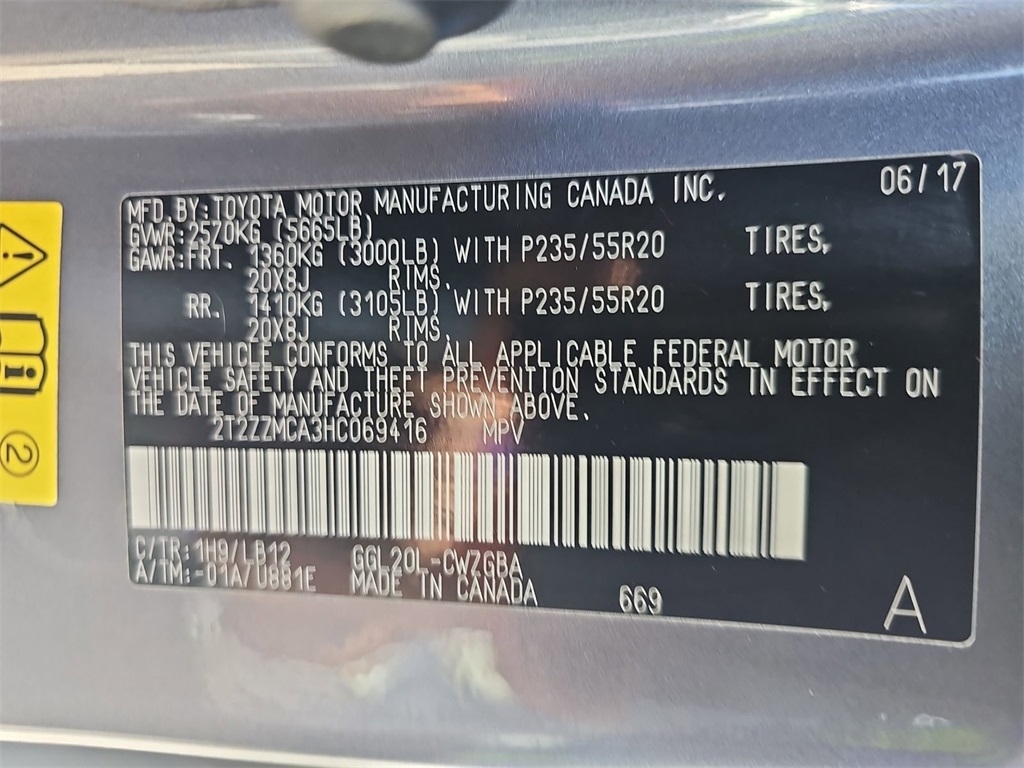 06/17
MFD.BY:TOYOTA MOTOR MANUFACTURING CANADA INC.
GVWR:2570KG (5665LB)
GAWR:FRT. 1360KG (3000LB) WITH P235/55R20 TIRES,
20X8J RIMS.
RR. 1410KG (3105LB) WITH P235/55R20 TIRES,
20X8J RIMS.
THIS VEHICLE CONFORMS TO ALL APPLICABLE FEDERAL MOTOR
VEHICLE SAFETY AND THEFT PREVENTION STANDARDS IN EFFECT ON
THE DATE OF MANUFACTURE SHOWN ABOVE.
2T2ZZMCA3HC069416 MPV
C/TR:1H9/LB12 GGL20L-CWZGBA
A/TM:-01A/U881E MADE IN CANADA 669
A
2